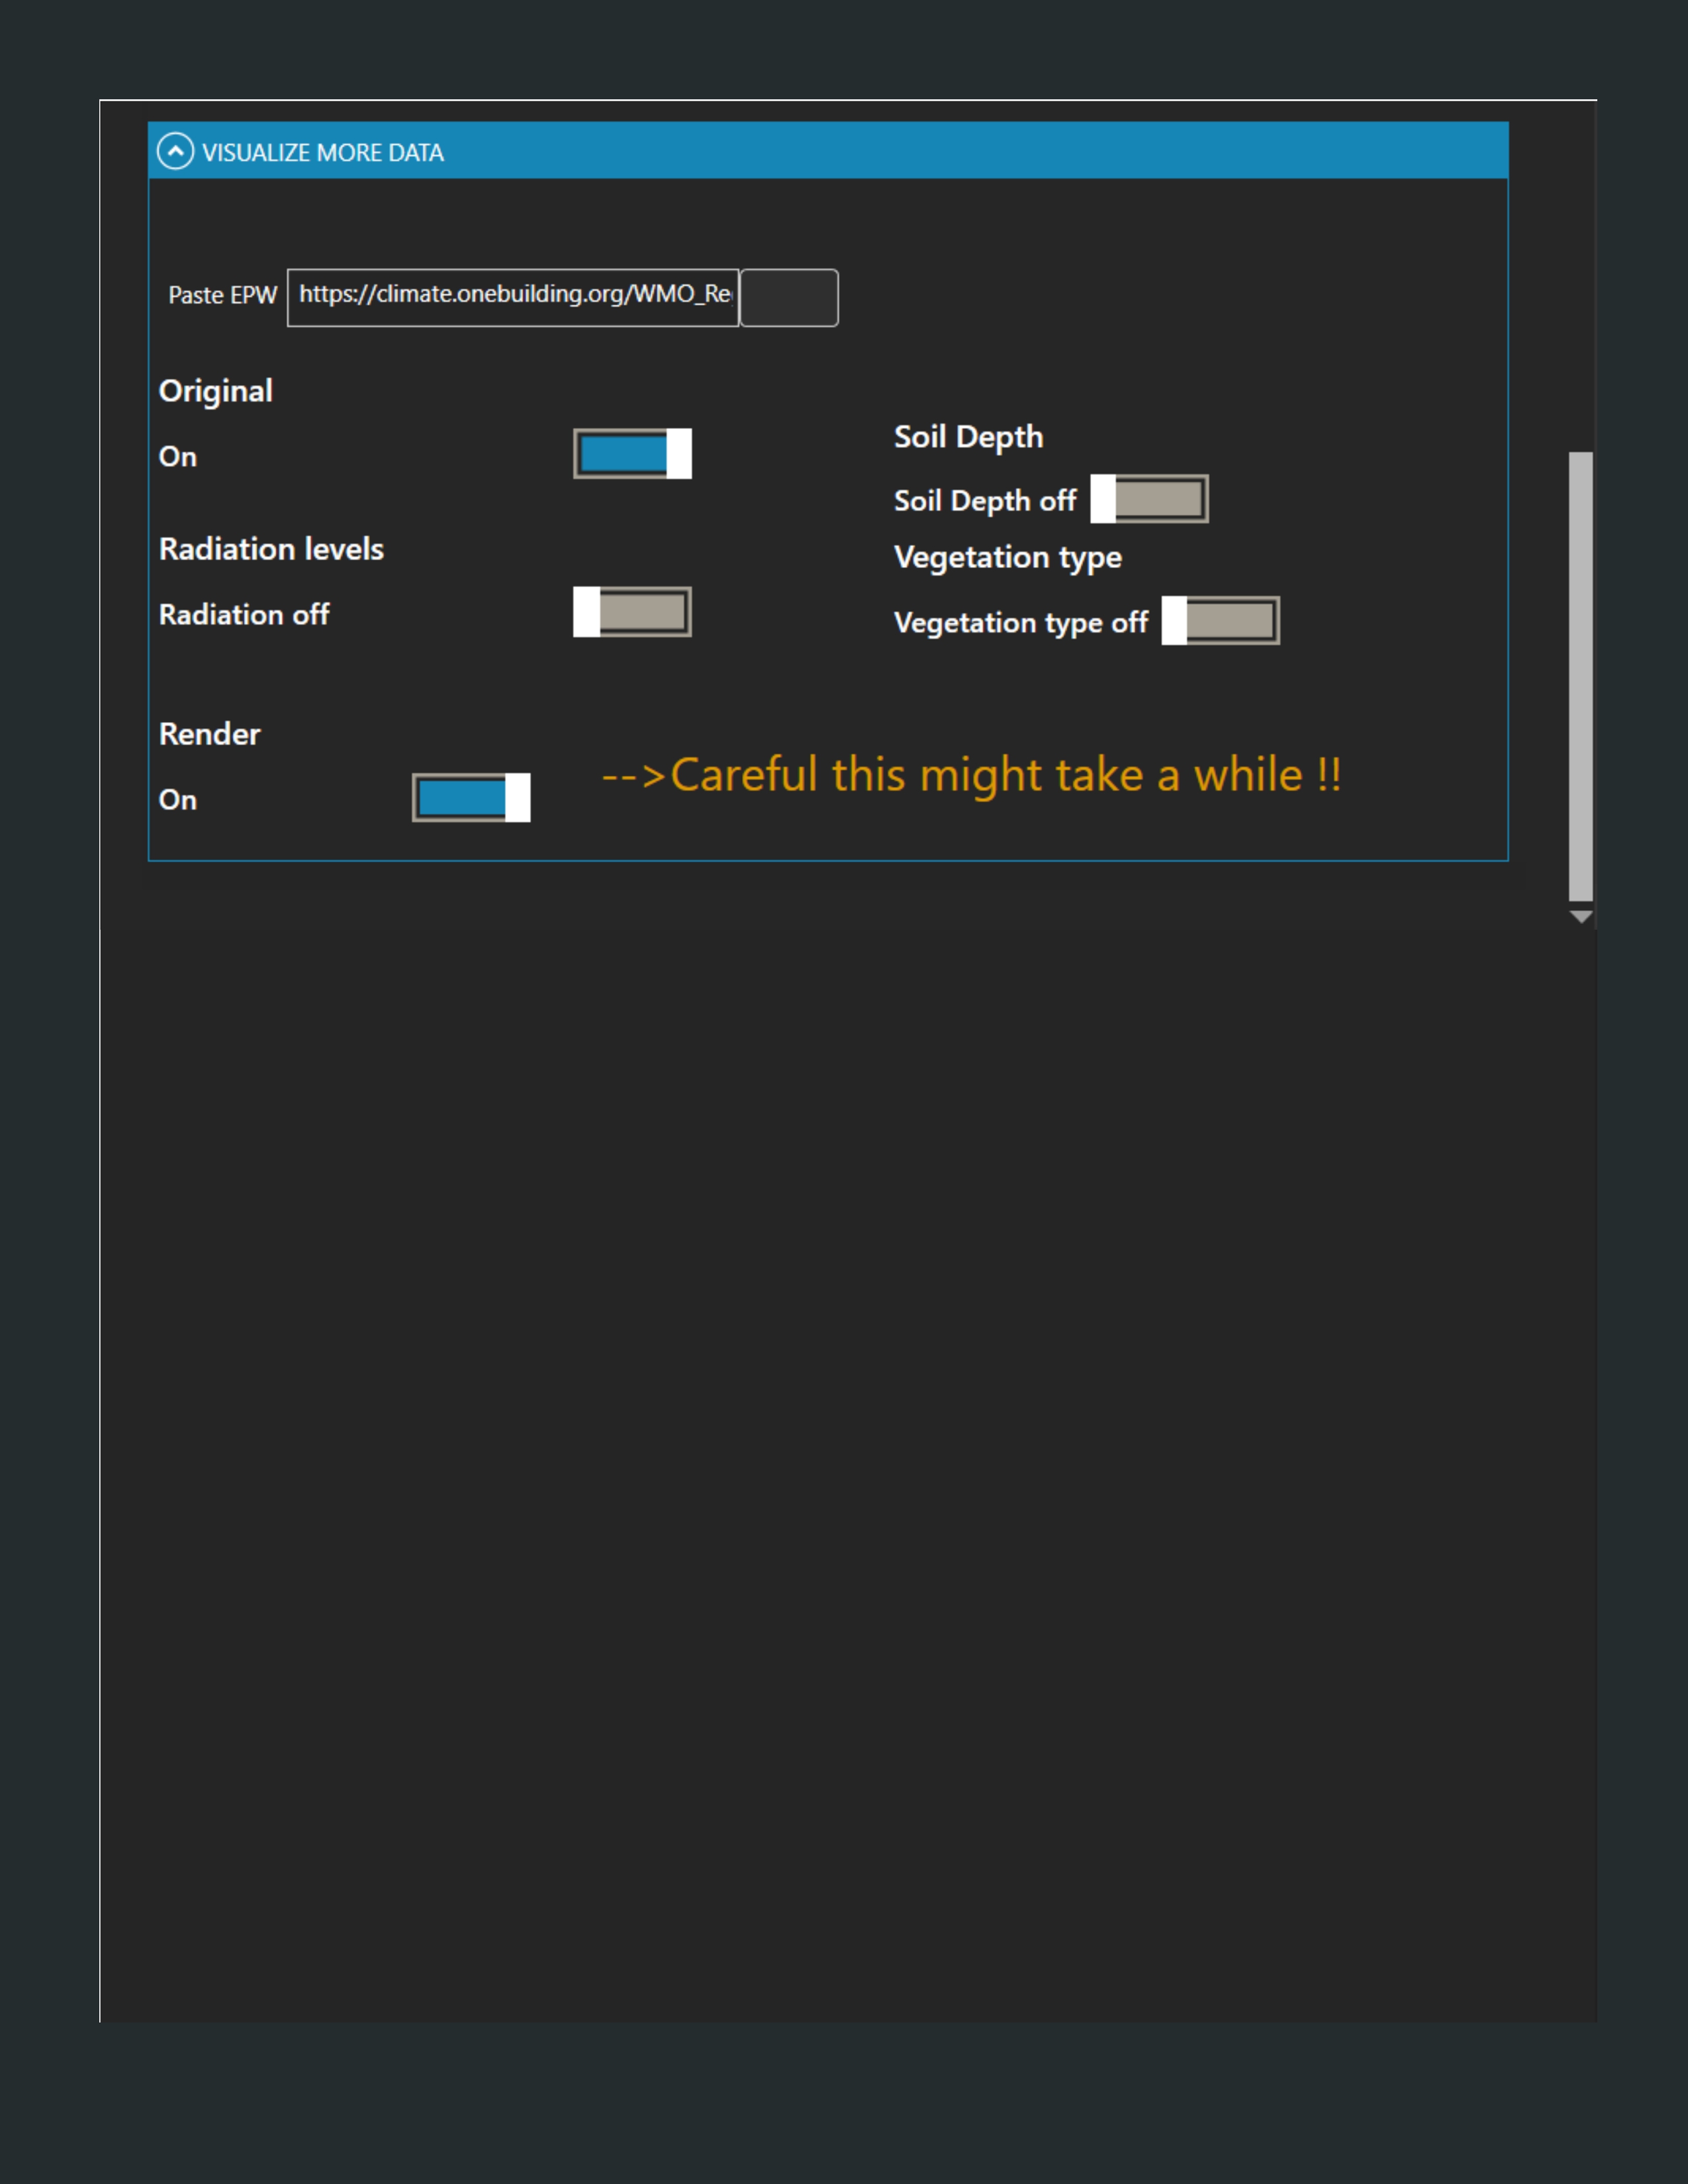 VISUALIZE MORE DATA
Paste EPW
https://climate.onebuilding.org/WMO_Re
Original
On
Radiation levels
Radiation off
Soil Depth
Soil Depth off
Vegetation type
Vegetation type off
Render
On
-->Careful this might take a while !!